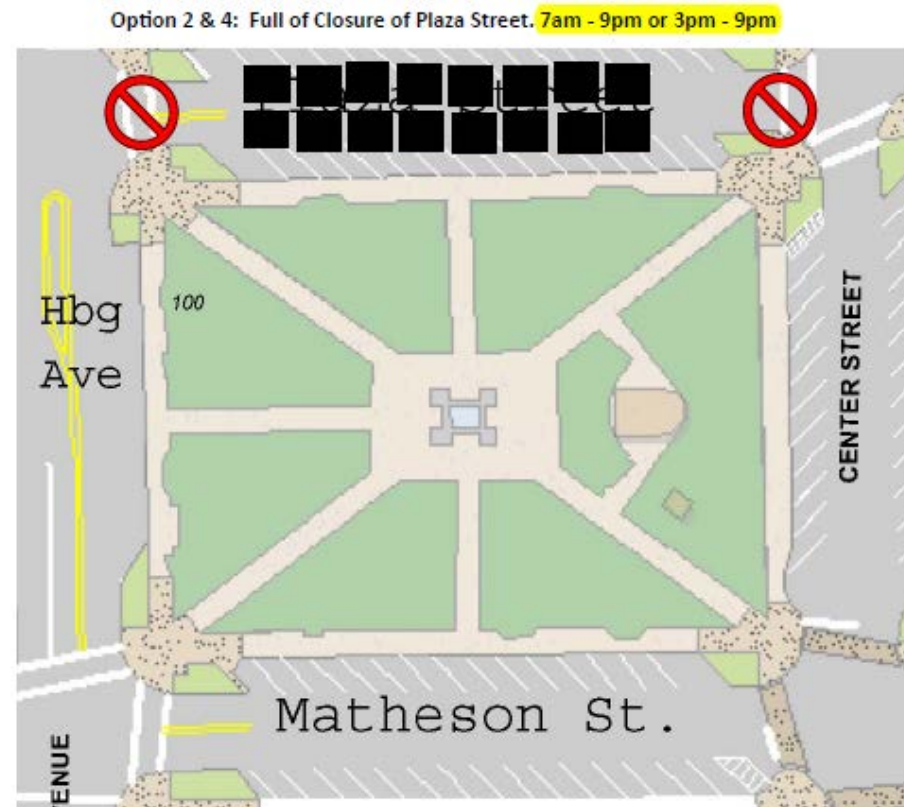 Option 2 & 4: Full of Closure of Plaza Street. 7am - 9pm or 3pm - 9pm
100
Hbg
Ave
CENTER STREET
Matheson St.
ENUE